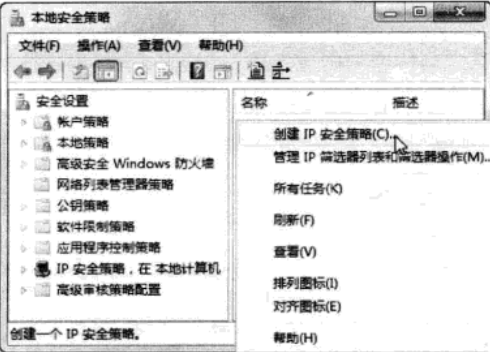 本地安全策略
文件(F) 操作(A) 查看(V) 帮助(H)
安全设置
帐户策略
本地策略
高级安全 Windows 防火墙
网络列表管理器策略
公钥策略
软件限制策略
应用程序控制策略
IP 安全策略，在 本地计算机
高级审核策略配置
名称 描述
创建 IP 安全策略(C)...
管理 IP 筛选器列表和筛选器操作(M)...
所有任务(K)
刷新(F)
查看(V)
排列图标(I)
对齐图标(E)
帮助(H)
创建一个 IP 安全策略。